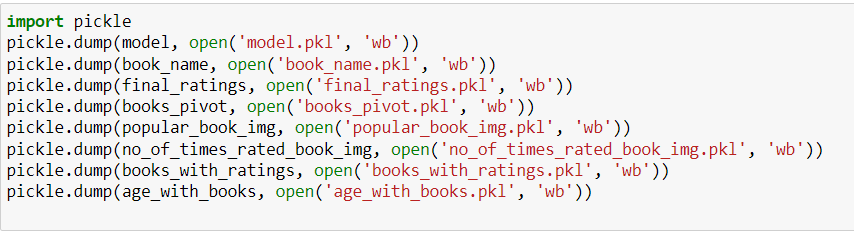 import pickle
pickle.dump(model, open('model.pkl', 'wb'))
pickle.dump(book_name, open('book_name.pkl', 'wb'))
pickle.dump(final_ratings, open('final_ratings.pkl', 'wb'))
pickle.dump(books_pivot, open('books_pivot.pkl', 'wb'))
pickle.dump(popular_book_img, open('popular_book_img.pkl', 'wb'))
pickle.dump(no_of_times_rated_book_img, open('no_of_times_rated_book_img.pkl', 'wb'))
pickle.dump(books_with_ratings, open('books_with_ratings.pkl', 'wb'))
pickle.dump(age_with_books, open('age_with_books.pkl', 'wb'))